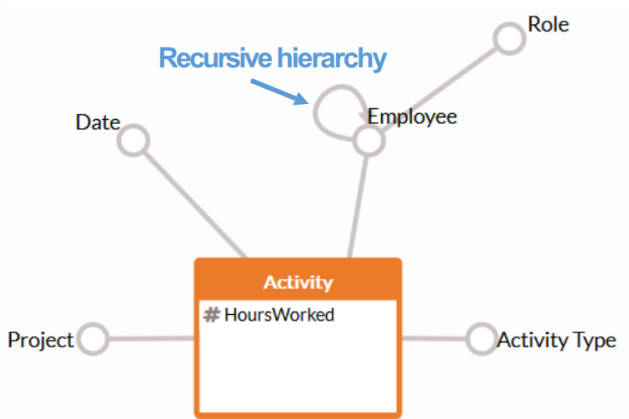 Role
Recursive hierarchy
Employee
Date
Activity
# HoursWorked
Project
Activity Type